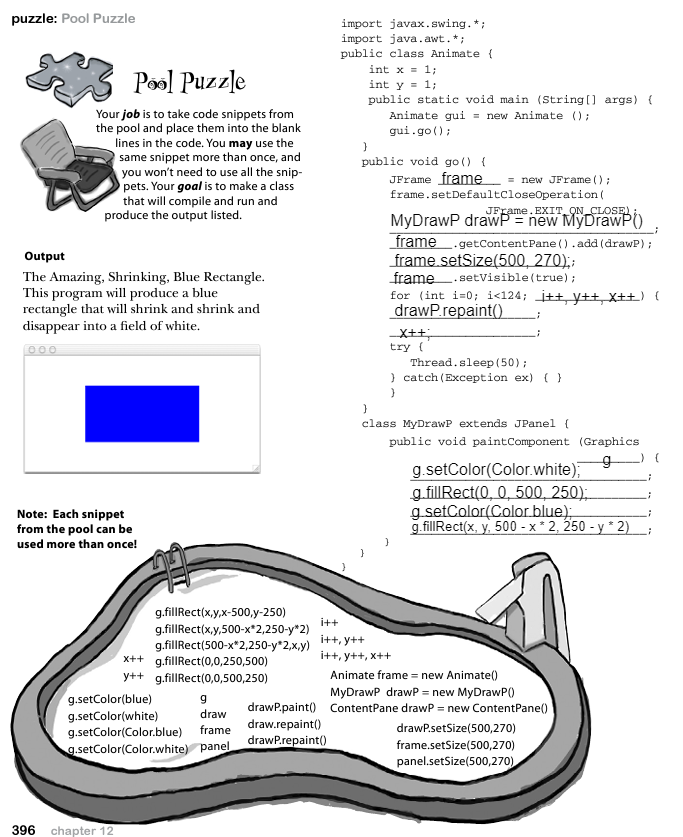 puzzle: Pool Puzzle
Pool Puzzle
Your job is to take code snippets from
the pool and place them into the blank
lines in the code. You may use the
same snippet more than once, and
you won't need to use all the snip-
pets. Your goal is to make a class
that will compile and run and
produce the output listed.
Output
The Amazing, Shrinking, Blue Rectangle.
This program will produce a blue
rectangle that will shrink and shrink and
disappear into a field of white.
import javax.swing.*;
import java.awt.*;
public class Animate {
int x = 1;
int y = 1;
public static void main (String[] args) {
Animate gui = new Animate ();
gui.go();
}
public void go() {
JFrame frame = new JFrame();
frame.setDefaultCloseOperation(
JFrame.EXIT_ON_CLOSE);
MyDrawP drawP = new MyDrawP() ;
frame .getContentPane().add(drawP);
frame.setSize(500, 270); ;
frame .setVisible(true);
for (int i=0; i<124; i++, y++, x++ ) {
drawP.repaint() ;
x++; ;
try {
Thread.sleep(50);
} catch(Exception ex) { }
}
}
class MyDrawP extends JPanel {
public void paintComponent (Graphics
g ) {
g.setColor(Color.white); ;
g.fillRect(0, 0, 500, 250); ;
g.setColor(Color.blue); ;
g.fillRect(x, y, 500 - x * 2, 250 - y * 2) ;
}
}
}
Note: Each snippet
from the pool can be
used more than once!
g.fillRect(x,y,x-500,y-250)
g.fillRect(x,y,500-x*2,250-y*2)
g.fillRect(500-x*2,250-y*2,x,y)
g.fillRect(0,0,250,500)
g.fillRect(0,0,500,250)
x++
y++
i++
i++, y++
i++, y++, x++
Animate frame = new Animate()
MyDrawP drawP = new MyDrawP()
ContentPane drawP = new ContentPane()
g.setColor(blue)
g.setColor(white)
g.setColor(Color.blue)
g.setColor(Color.white)
g
draw
frame
panel
drawP.paint()
draw.repaint()
drawP.repaint()
drawP.setSize(500,270)
frame.setSize(500,270)
panel.setSize(500,270)
396 chapter 12